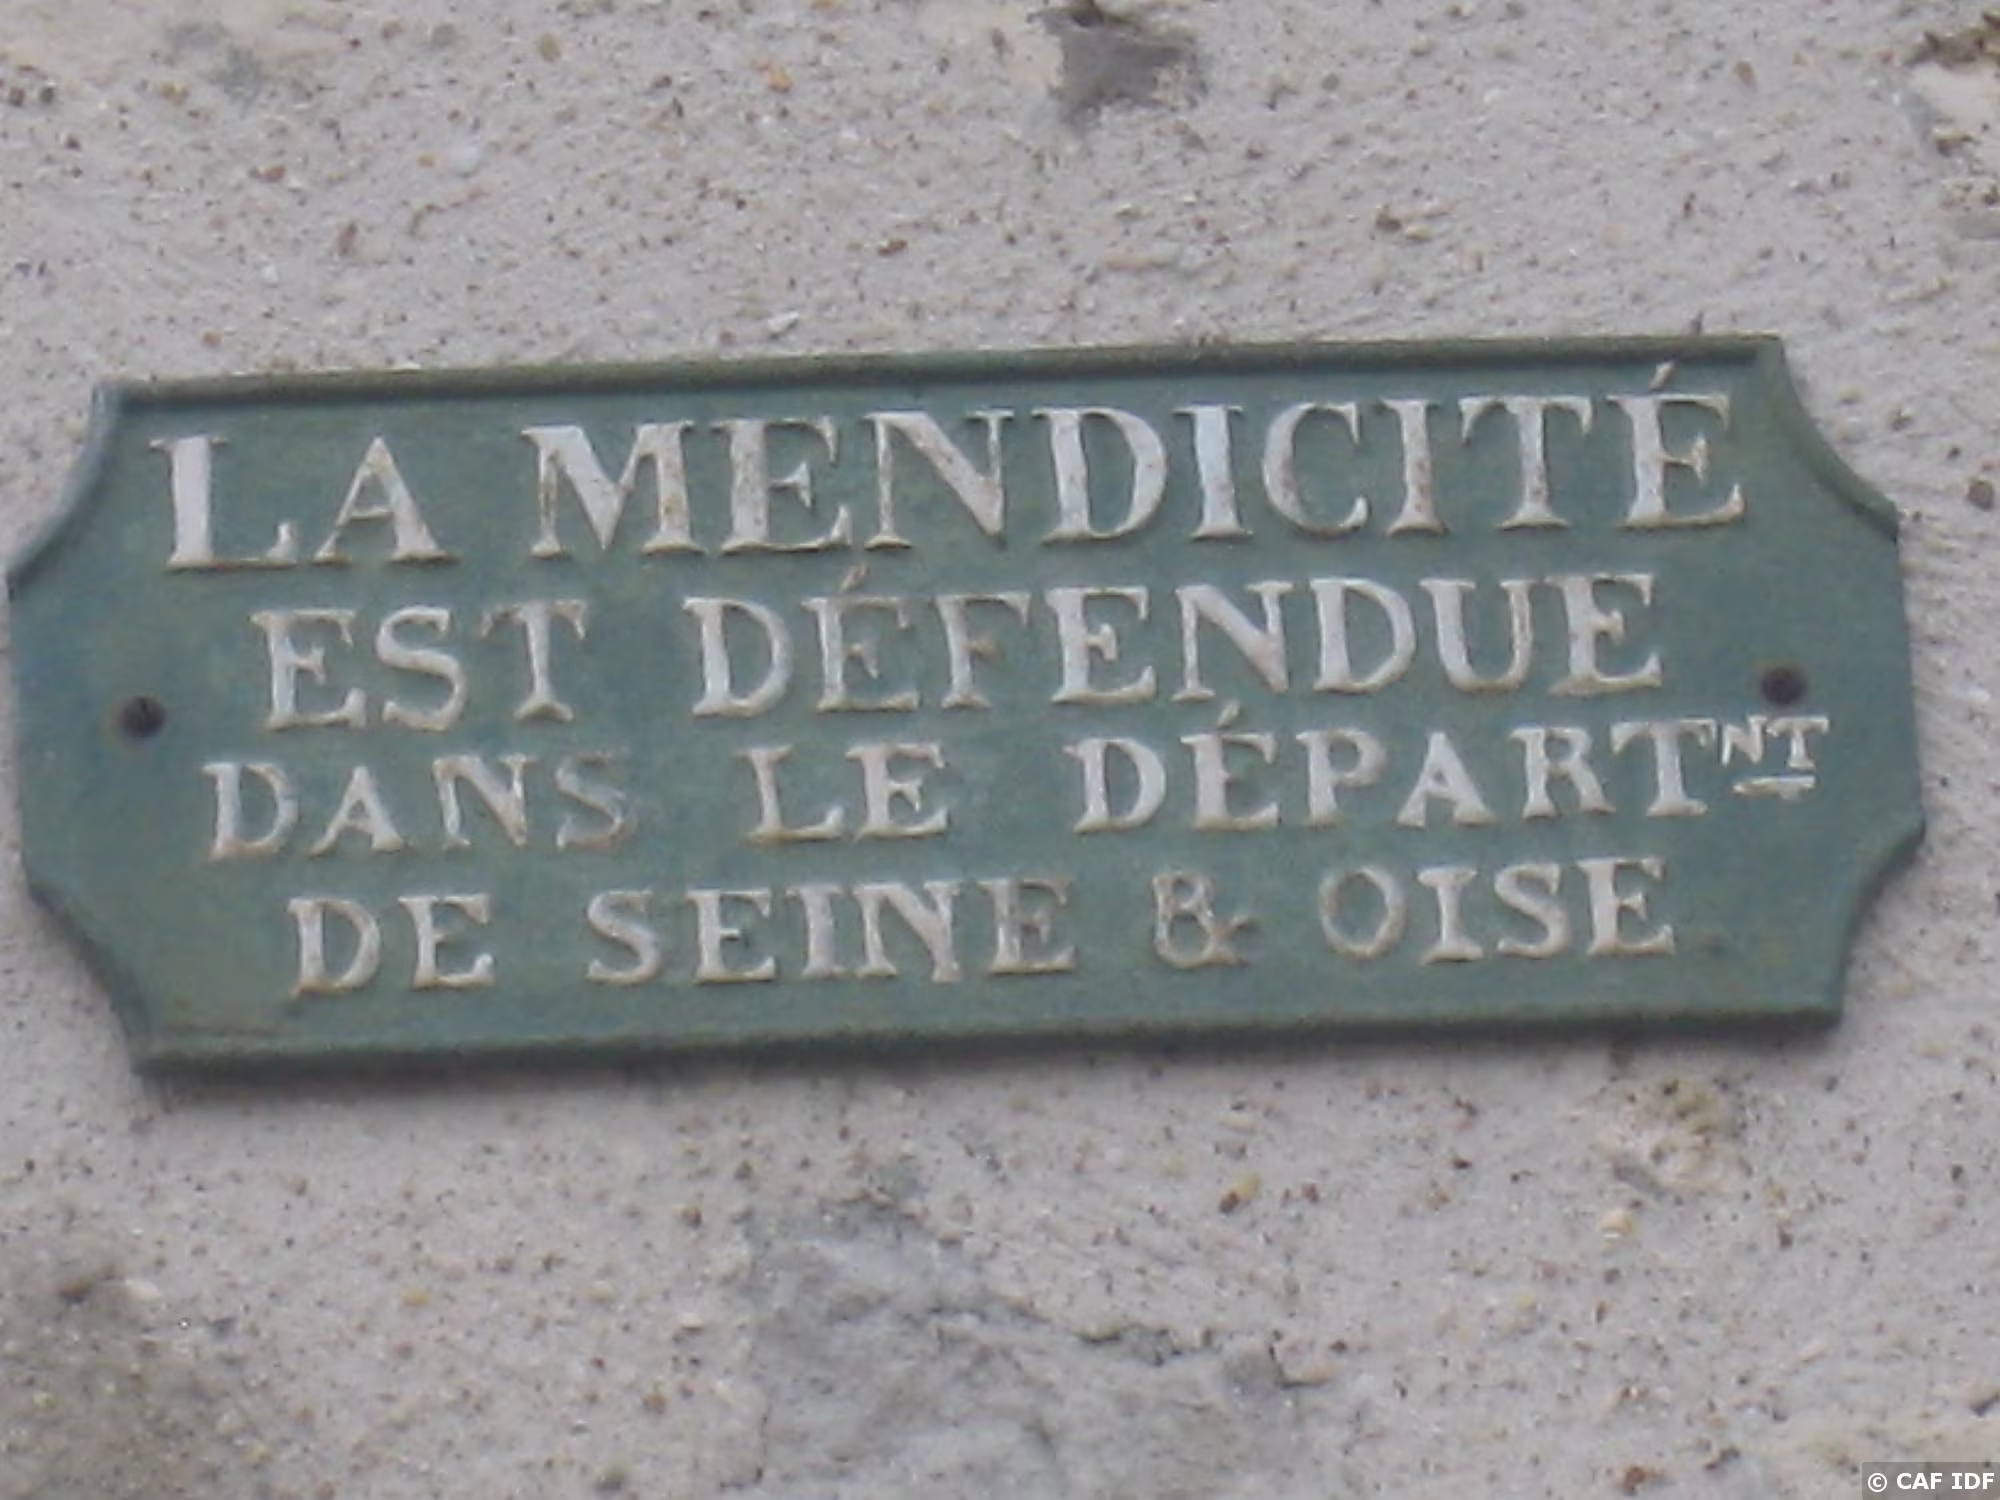 LA MENDICITÉ
EST DÉFENDUE
DANS LE DÉPARTNT
DE SEINE & OISE
© CAF IDF